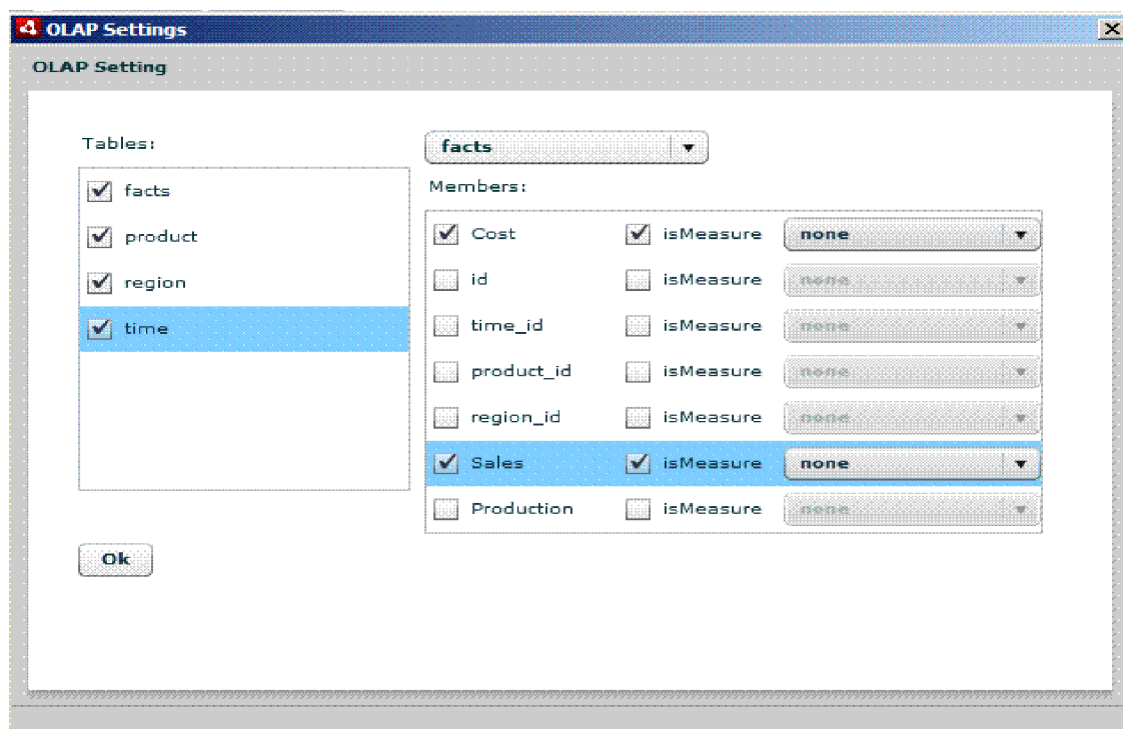 OLAP Settings
OLAP Setting
Tables:
facts
product
region
time
Ok
facts
Members:
Cost isMeasure none
id isMeasure none
time_id isMeasure none
product_id isMeasure none
region_id isMeasure none
Sales isMeasure none
Production isMeasure none